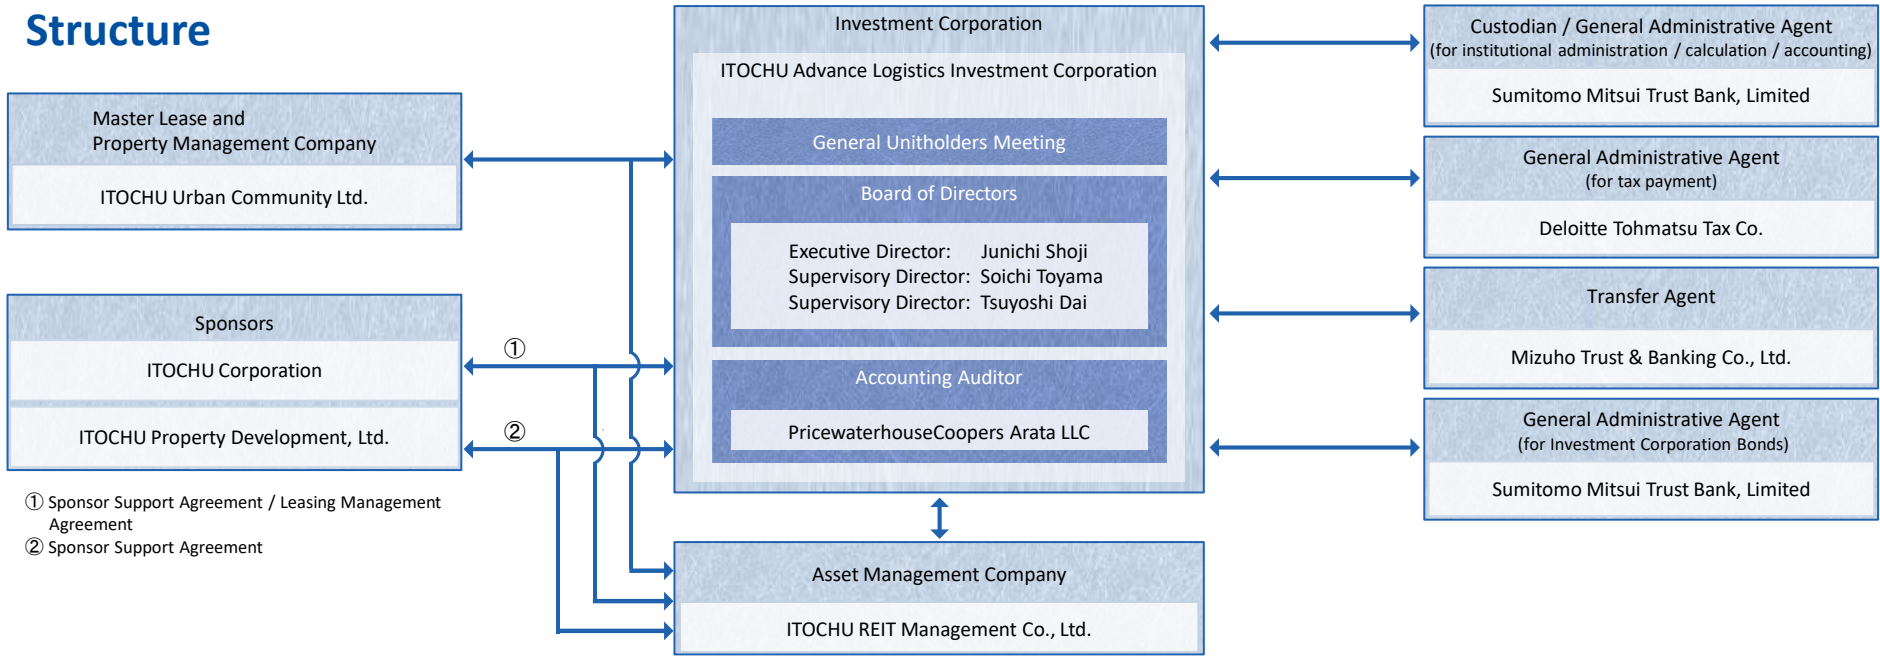 Structure
Master Lease and
Property Management Company
ITOCHU Urban Community Ltd.
Sponsors
ITOCHU Corporation
ITOCHU Property Development, Ltd.
① Sponsor Support Agreement / Leasing Management
Agreement
② Sponsor Support Agreement
①
②
Investment Corporation
ITOCHU Advance Logistics Investment Corporation
General Unitholders Meeting
Board of Directors
Executive Director: Junichi Shoji
Supervisory Director: Soichi Toyama
Supervisory Director: Tsuyoshi Dai
Accounting Auditor
PricewaterhouseCoopers Arata LLC
Asset Management Company
ITOCHU REIT Management Co., Ltd.
Custodian / General Administrative Agent
(for institutional administration / calculation / accounting)
Sumitomo Mitsui Trust Bank, Limited
General Administrative Agent
(for tax payment)
Deloitte Tohmatsu Tax Co.
Transfer Agent
Mizuho Trust & Banking Co., Ltd.
General Administrative Agent
(for Investment Corporation Bonds)
Sumitomo Mitsui Trust Bank, Limited